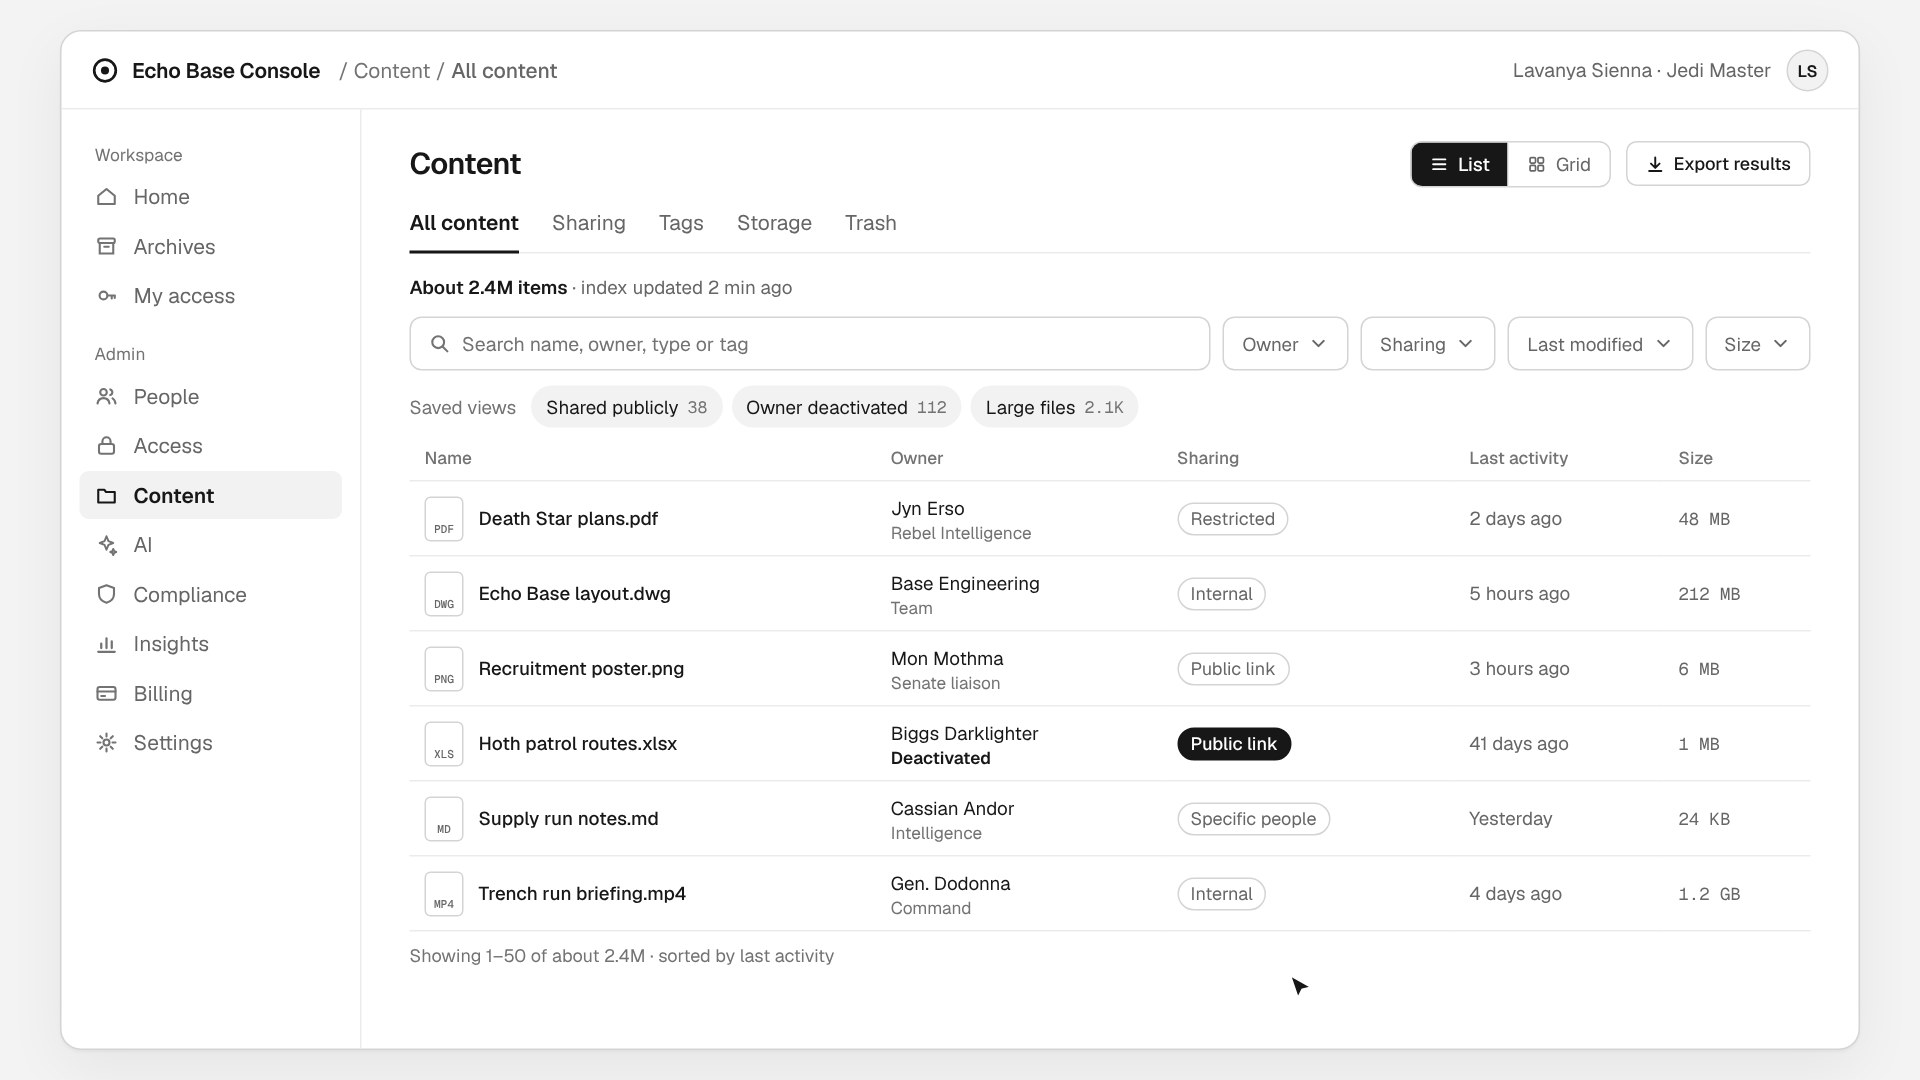 Echo Base Console / Content / All content
Lavanya Sienna · Jedi Master LS
Workspace
Home
Archives
My access
Admin
People
Access
Content
AI
Compliance
Insights
Billing
Settings
Content
List Grid Export results
All content Sharing Tags Storage Trash
About 2.4M items · index updated 2 min ago
Search name, owner, type or tag Owner Sharing Last modified Size
Saved views Shared publicly 38 Owner deactivated 112 Large files 2.1K
Name Owner Sharing Last activity Size
PDF Death Star plans.pdf Jyn Erso Restricted 2 days ago 48 MB
Rebel Intelligence
DWG Echo Base layout.dwg Base Engineering Internal 5 hours ago 212 MB
Team
PNG Recruitment poster.png Mon Mothma Public link 3 hours ago 6 MB
Senate liaison
XLS Hoth patrol routes.xlsx Biggs Darklighter Public link 41 days ago 1 MB
Deactivated
MD Supply run notes.md Cassian Andor Specific people Yesterday 24 KB
Intelligence
MP4 Trench run briefing.mp4 Gen. Dodonna Internal 4 days ago 1.2 GB
Command
Showing 1–50 of about 2.4M · sorted by last activity